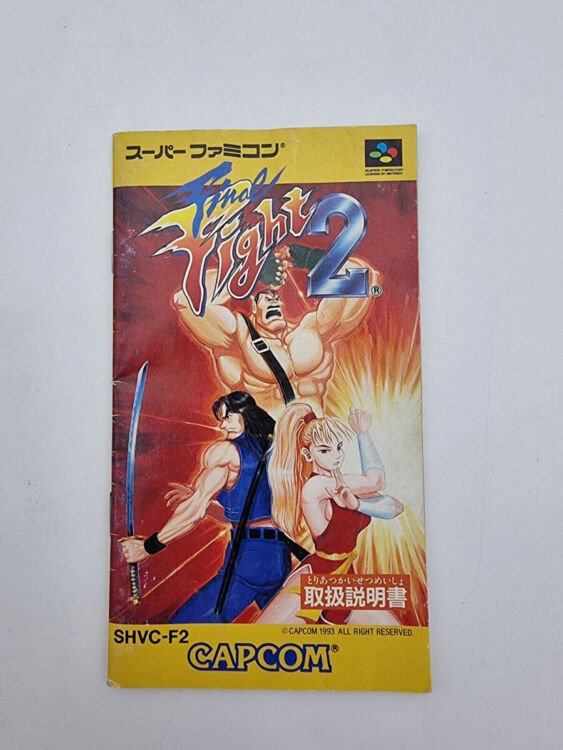 スーパーファミコン®
SUPER FAMICOM
LICENSED BY NINTENDO
Final
Fight 2®
とりあつかいせつめいしょ
取扱説明書
©CAPCOM 1993 ALL RIGHT RESERVED.
SHVC-F2
CAPCOM®